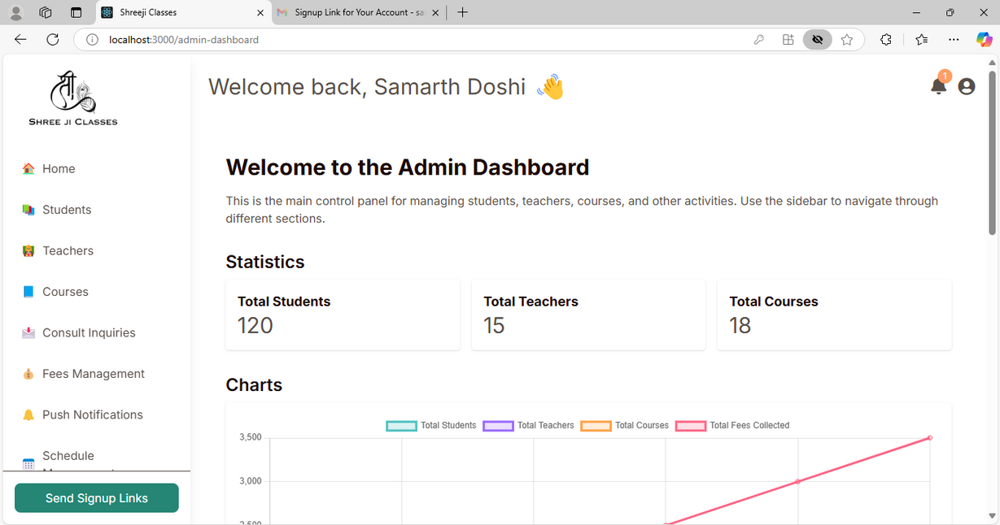 Shreeji Classes
Signup Link for Your Account - sa
localhost:3000/admin-dashboard
श्री जी
SHREE JI CLASSES
Welcome back, Samarth Doshi 👋
1
Home
Students
Teachers
Courses
Consult Inquiries
Fees Management
Push Notifications
Schedule
Send Signup Links
Welcome to the Admin Dashboard
This is the main control panel for managing students, teachers, courses, and other activities. Use the sidebar to navigate through
different sections.
Statistics
Total Students
120
Total Teachers
15
Total Courses
18
Charts
Total Students Total Teachers Total Courses Total Fees Collected
3,500
3,000